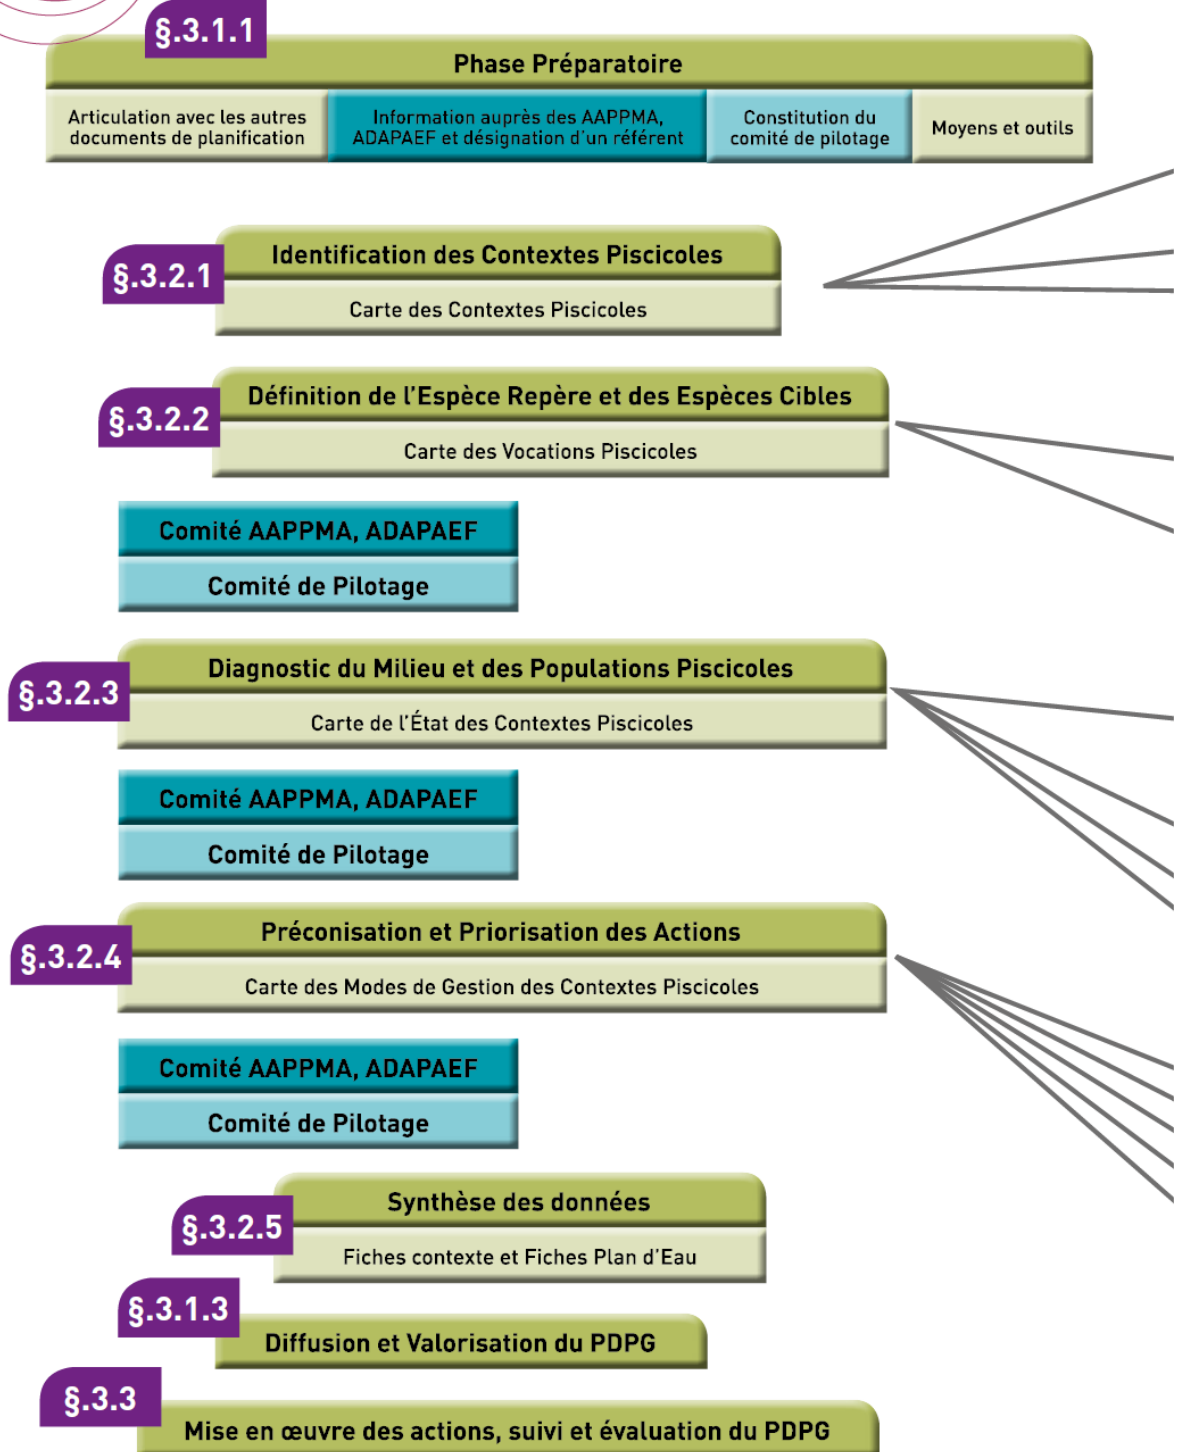 §.3.1.1
Phase Préparatoire
Articulation avec les autres
documents de planification
Information auprès des AAPPMA,
ADAPAEF et désignation d'un référent
Constitution du
comité de pilotage
Moyens et outils
§.3.2.1
Identification des Contextes Piscicoles
Carte des Contextes Piscicoles
§.3.2.2
Définition de l'Espèce Repère et des Espèces Cibles
Carte des Vocations Piscicoles
Comité AAPPMA, ADAPAEF
Comité de Pilotage
§.3.2.3
Diagnostic du Milieu et des Populations Piscicoles
Carte de l'État des Contextes Piscicoles
Comité AAPPMA, ADAPAEF
Comité de Pilotage
§.3.2.4
Préconisation et Priorisation des Actions
Carte des Modes de Gestion des Contextes Piscicoles
Comité AAPPMA, ADAPAEF
Comité de Pilotage
§.3.2.5
Synthèse des données
Fiches contexte et Fiches Plan d'Eau
§.3.1.3
Diffusion et Valorisation du PDPG
§.3.3
Mise en œuvre des actions, suivi et évaluation du PDPG